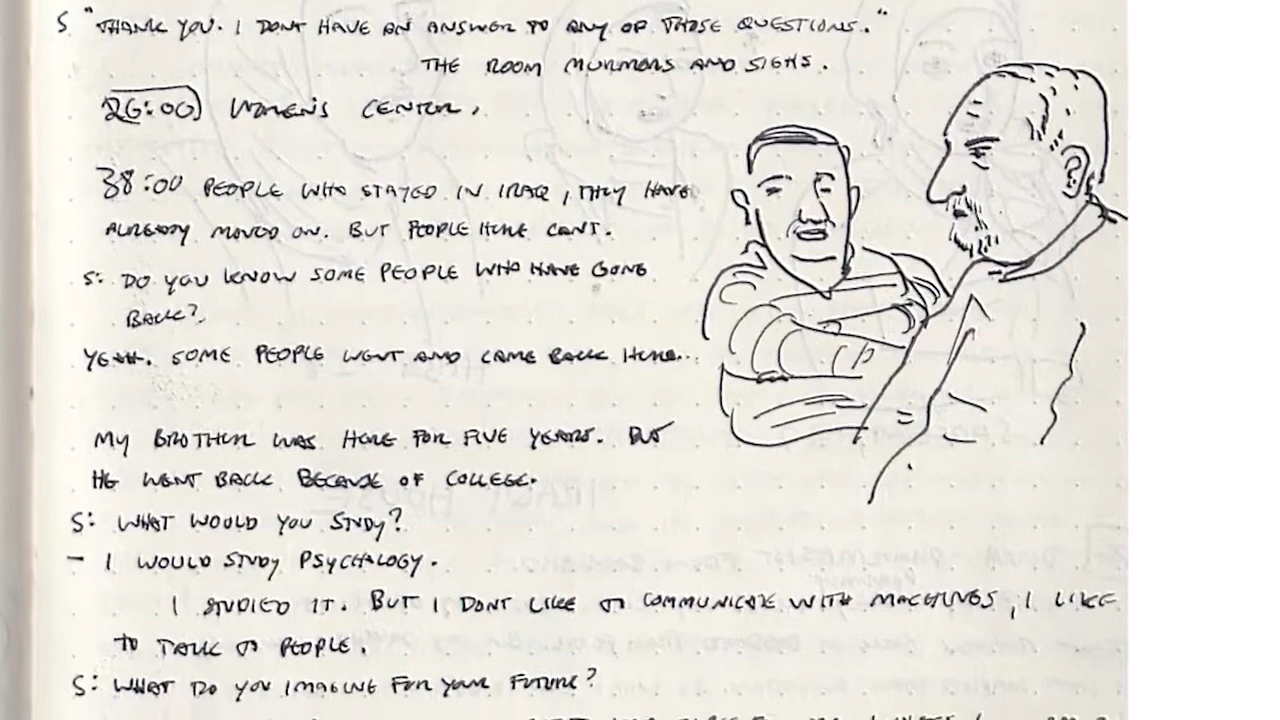 S "THANK YOU. I DONT HAVE AN ANSWER TO ANY OF THOSE QUESTIONS."
THE ROOM MURMORS AND SIGHS.
26:00 WOMEN'S CENTER.
38:00 PEOPLE WHO STAYED IN IRAQ, THEY HAVE
ALREADY MOVED ON. BUT PEOPLE HERE CANT.
S: DO YOU KNOW SOME PEOPLE WHO HAVE GONE
BACK?
YEAH. SOME PEOPLE WENT AND CAME BACK HERE...
MY BROTHER WAS HERE FOR FIVE YEARS. BUT
HE WENT BACK BECAUSE OF COLLEGE.
S: WHAT WOULD YOU STUDY?
- I WOULD STUDY PSYCHALOGY.
I STUDIED IT. BUT I DONT LIKE TO COMMUNICATE WITH MACHINES, I LIKE
TO TALK TO PEOPLE.
S: WHAT DO YOU IMAGINE FOR YOUR FUTURE?